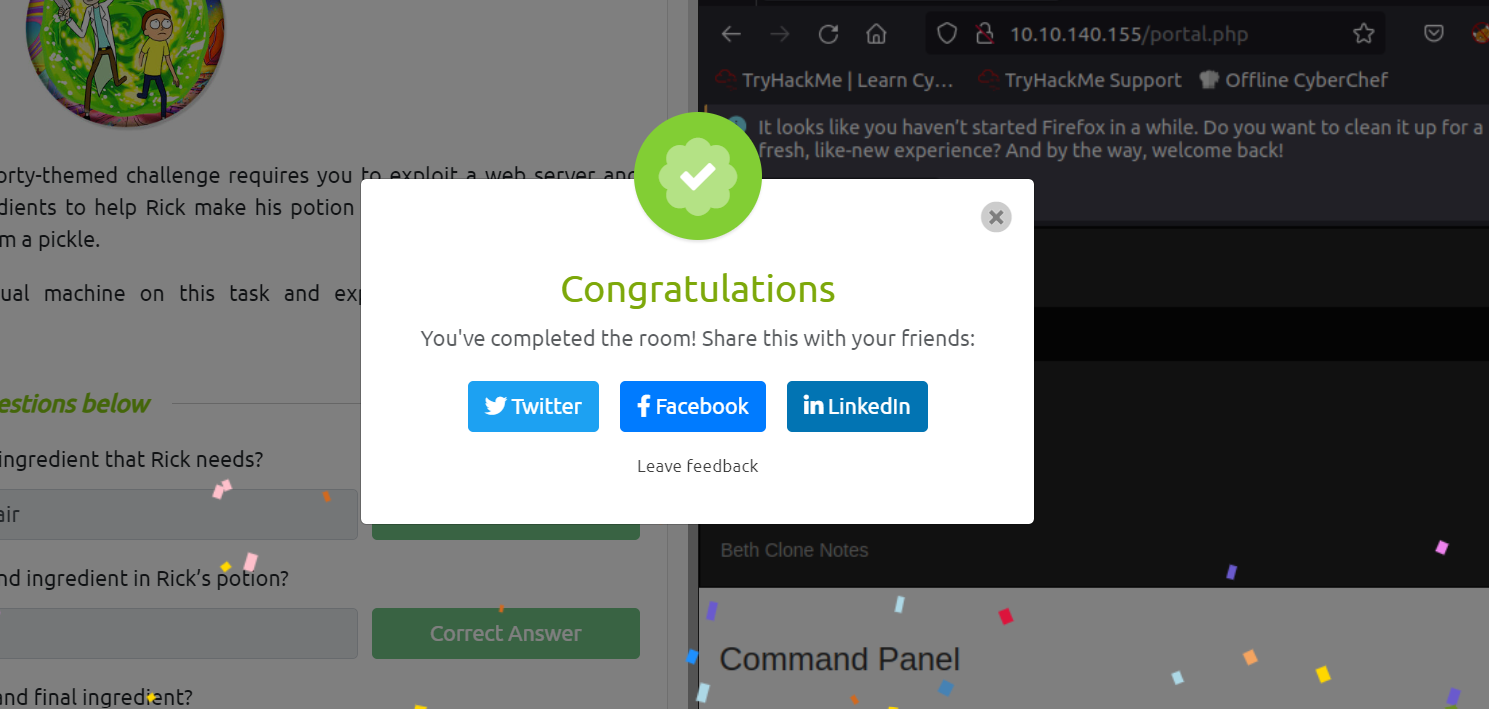 10.10.140.155/portal.php
TryHackMe | Learn Cy…
TryHackMe Support
Offline CyberChef
It looks like you haven’t started Firefox in a while. Do you want to clean it up for a
fresh, like-new experience? And by the way, welcome back!
orty-themed challenge requires you to exploit a web server and
dients to help Rick make his potion
m a pickle.
ual machine on this task and exp
Congratulations
You've completed the room! Share this with your friends:
Twitter
Facebook
LinkedIn
Leave feedback
estions below
ingredient that Rick needs?
air
nd ingredient in Rick’s potion?
Correct Answer
and final ingredient?
Beth Clone Notes
Command Panel